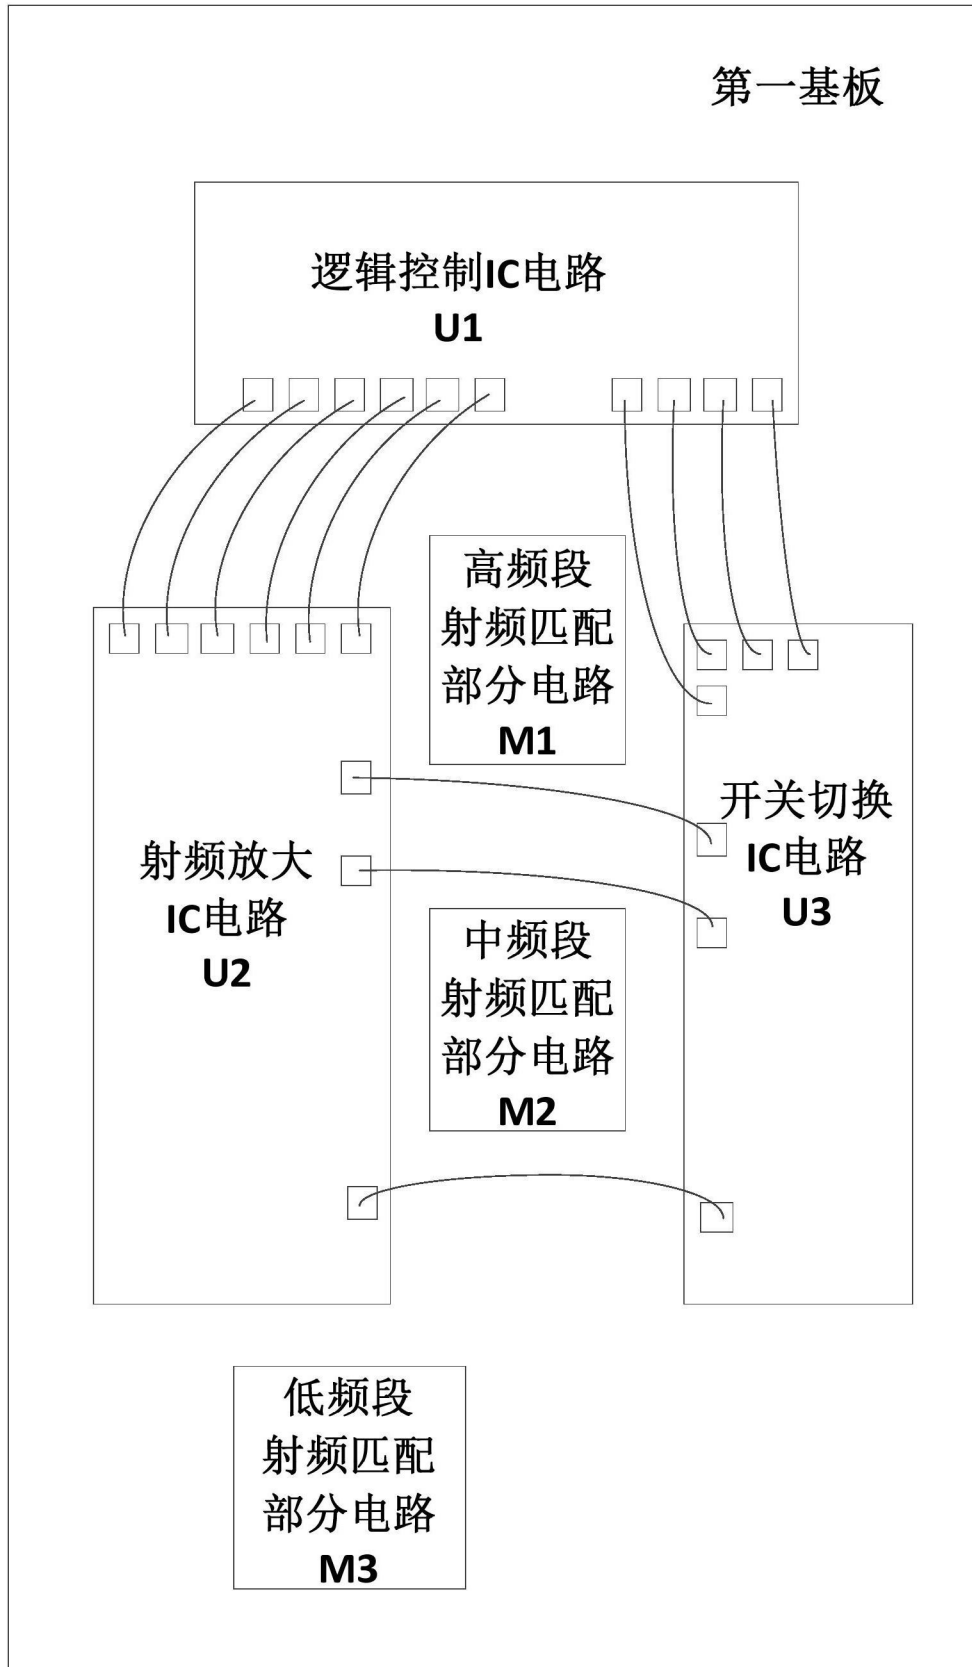 第一基板
逻辑控制IC电路
U1
高频段
射频匹配
部分电路
M1
射频放大
IC电路
U2
开关切换
IC电路
U3
中频段
射频匹配
部分电路
M2
低频段
射频匹配
部分电路
M3